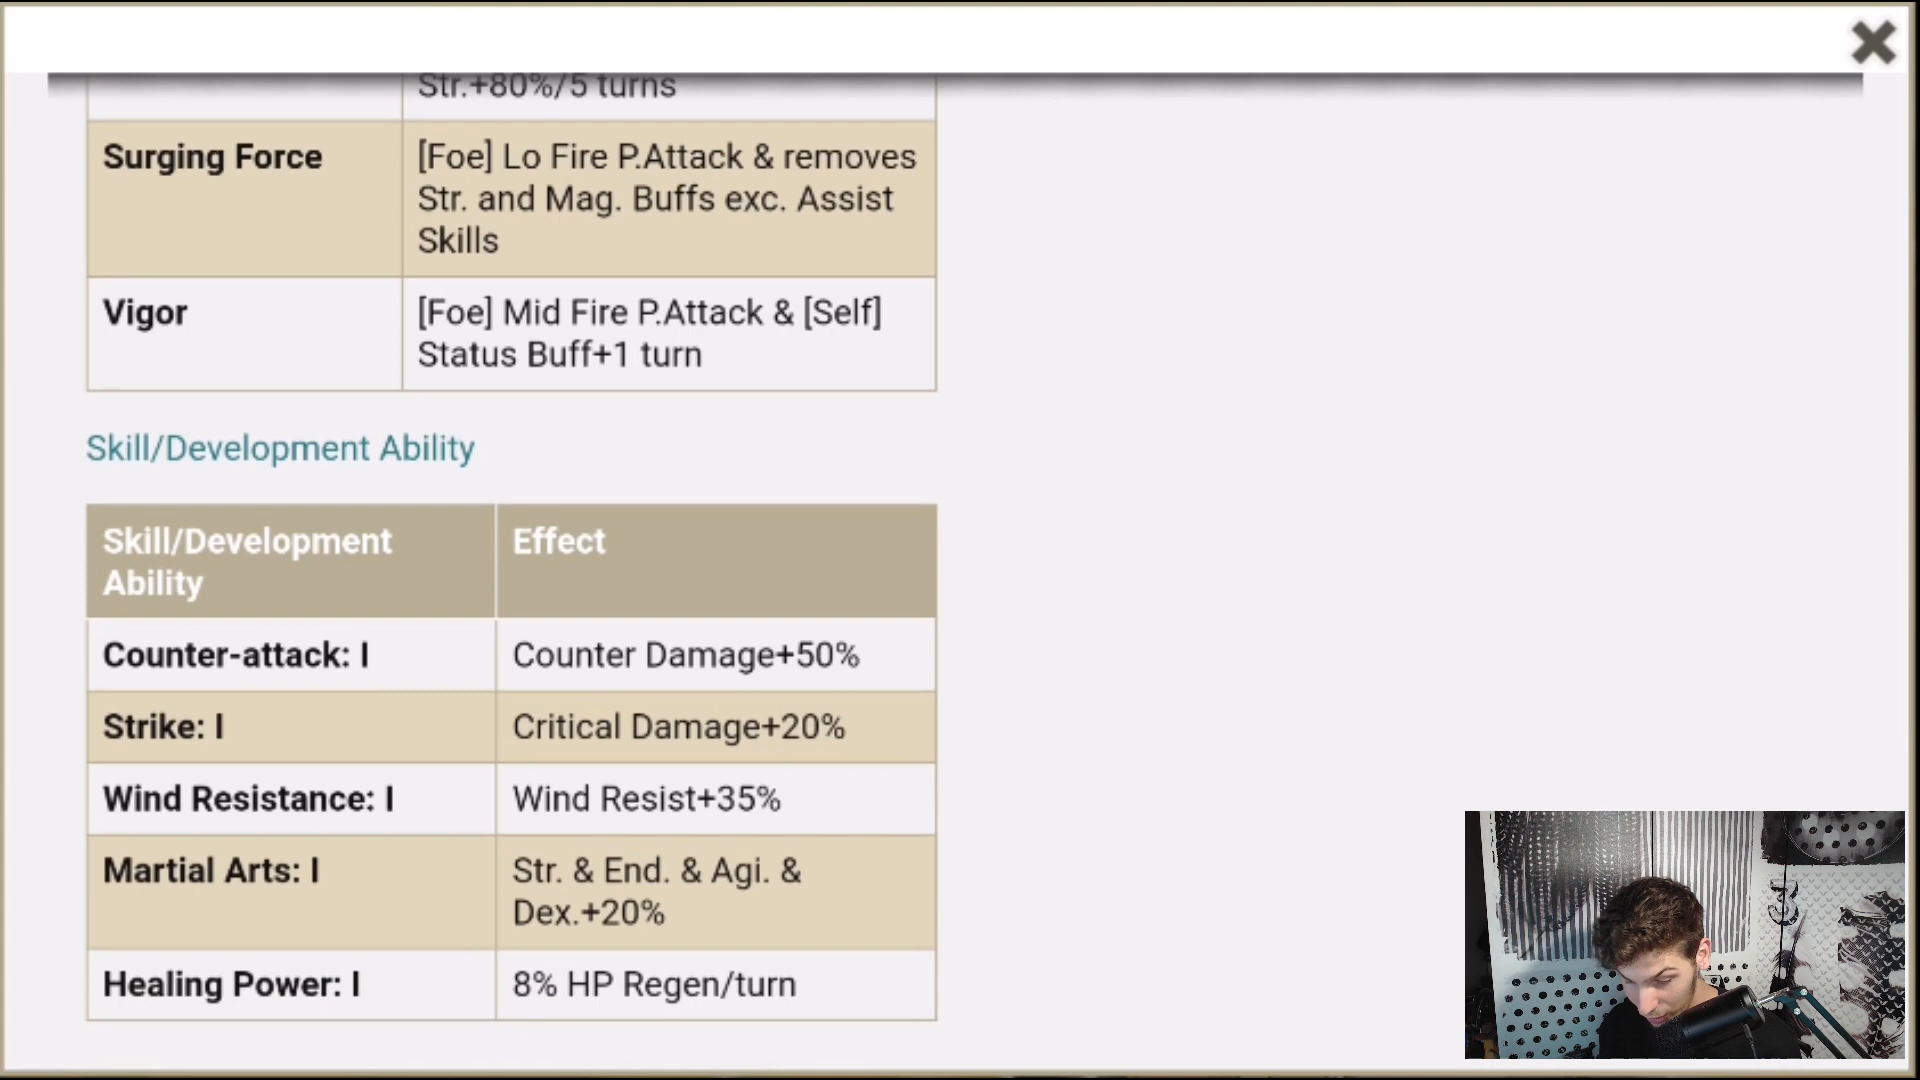 Str.+80%/5 turns
Surging Force
[Foe] Lo Fire P.Attack & removes
Str. and Mag. Buffs exc. Assist
Skills
Vigor
[Foe] Mid Fire P.Attack & [Self]
Status Buff+1 turn
Skill/Development Ability
Skill/Development
Ability
Effect
Counter-attack: I
Counter Damage+50%
Strike: I
Critical Damage+20%
Wind Resistance: I
Wind Resist+35%
Martial Arts: I
Str. & End. & Agi. &
Dex.+20%
Healing Power: I
8% HP Regen/turn